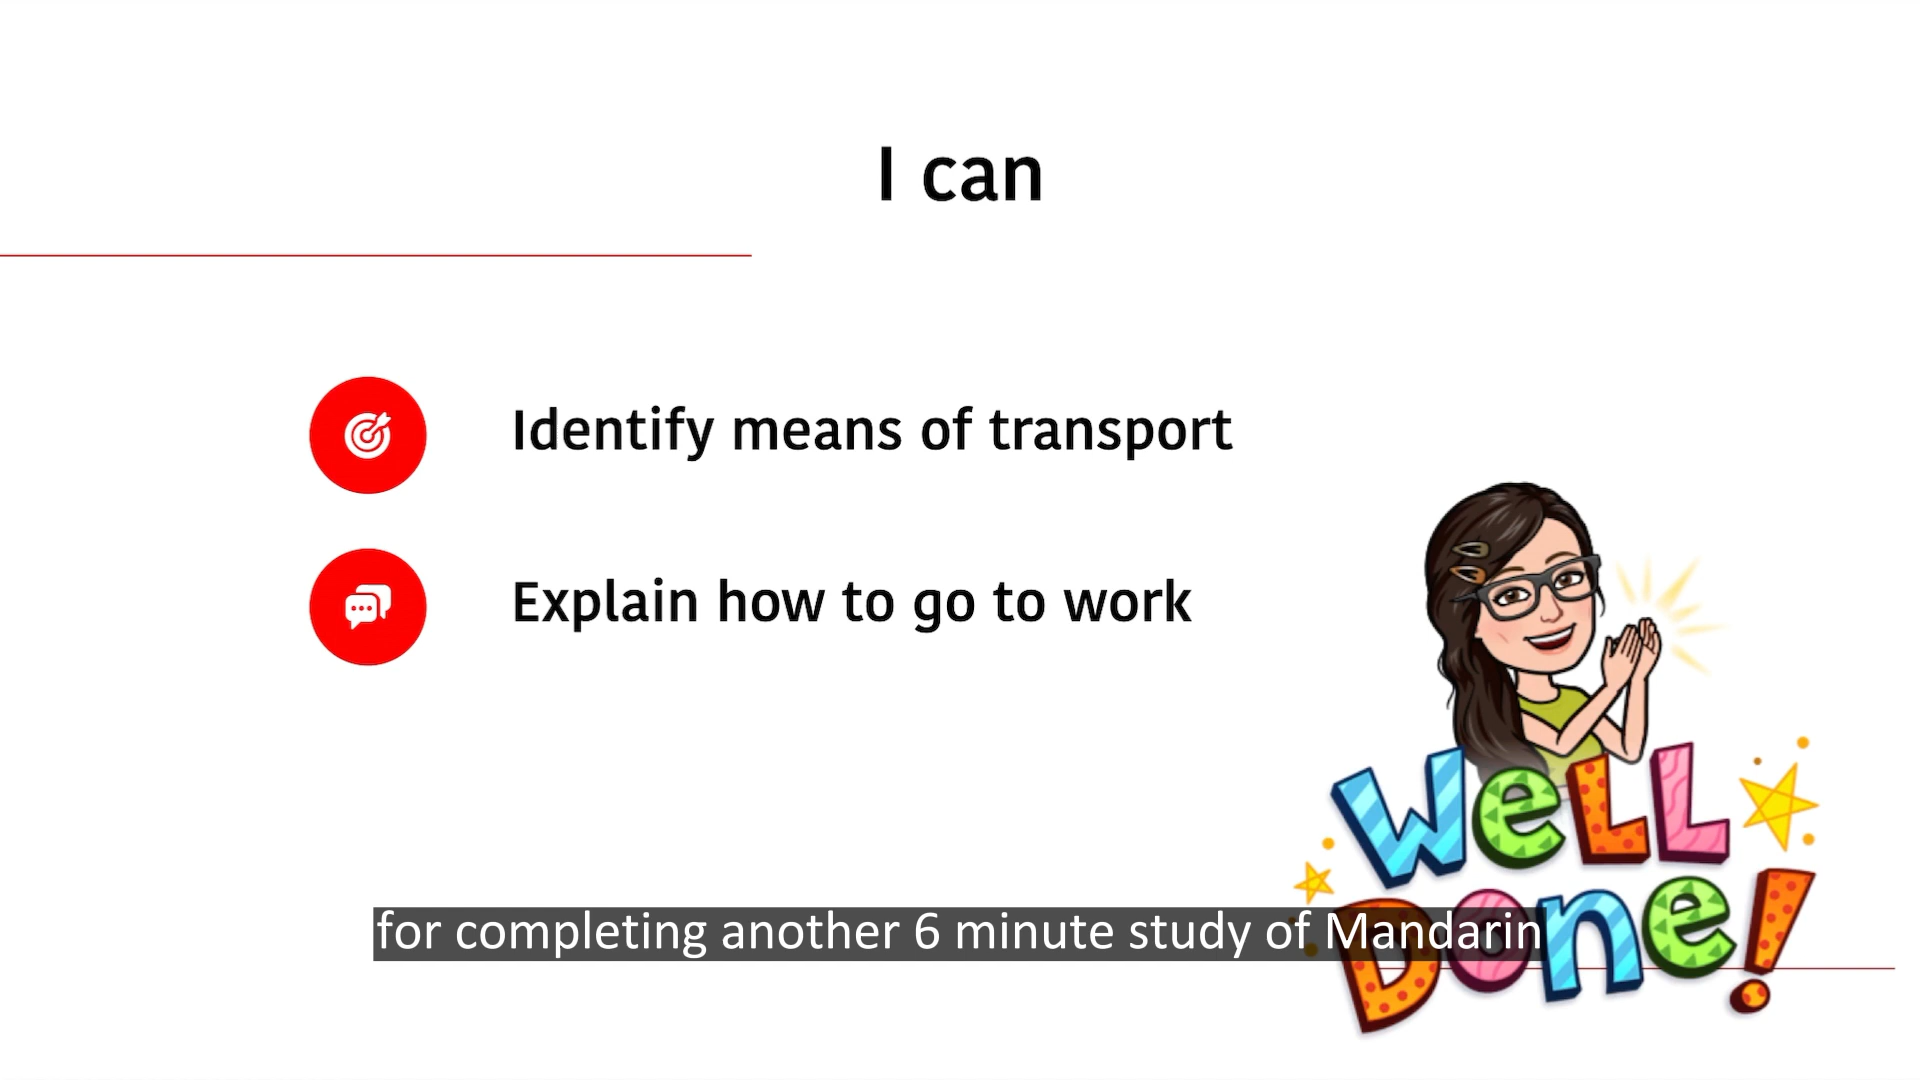 I can
Identify means of transport
Explain how to go to work
WeLL
Done!
for completing another 6 minute study of Mandarin